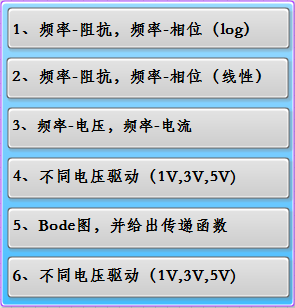 1、频率-阻抗，频率-相位（log）
2、频率-阻抗，频率-相位（线性）
3、频率-电压，频率-电流
4、不同电压驱动（1V,3V,5V）
5、Bode图，并给出传递函数
6、不同电压驱动（1V,3V,5V）